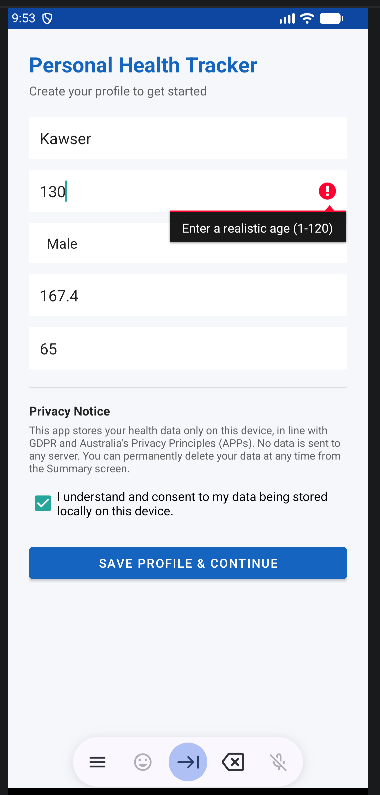 9:53
Personal Health Tracker
Create your profile to get started
Kawser
130
Enter a realistic age (1-120)
Male
167.4
65
Privacy Notice
This app stores your health data only on this device, in line with
GDPR and Australia's Privacy Principles (APPs). No data is sent to
any server. You can permanently delete your data at any time from
the Summary screen.
I understand and consent to my data being stored
locally on this device.
SAVE PROFILE & CONTINUE